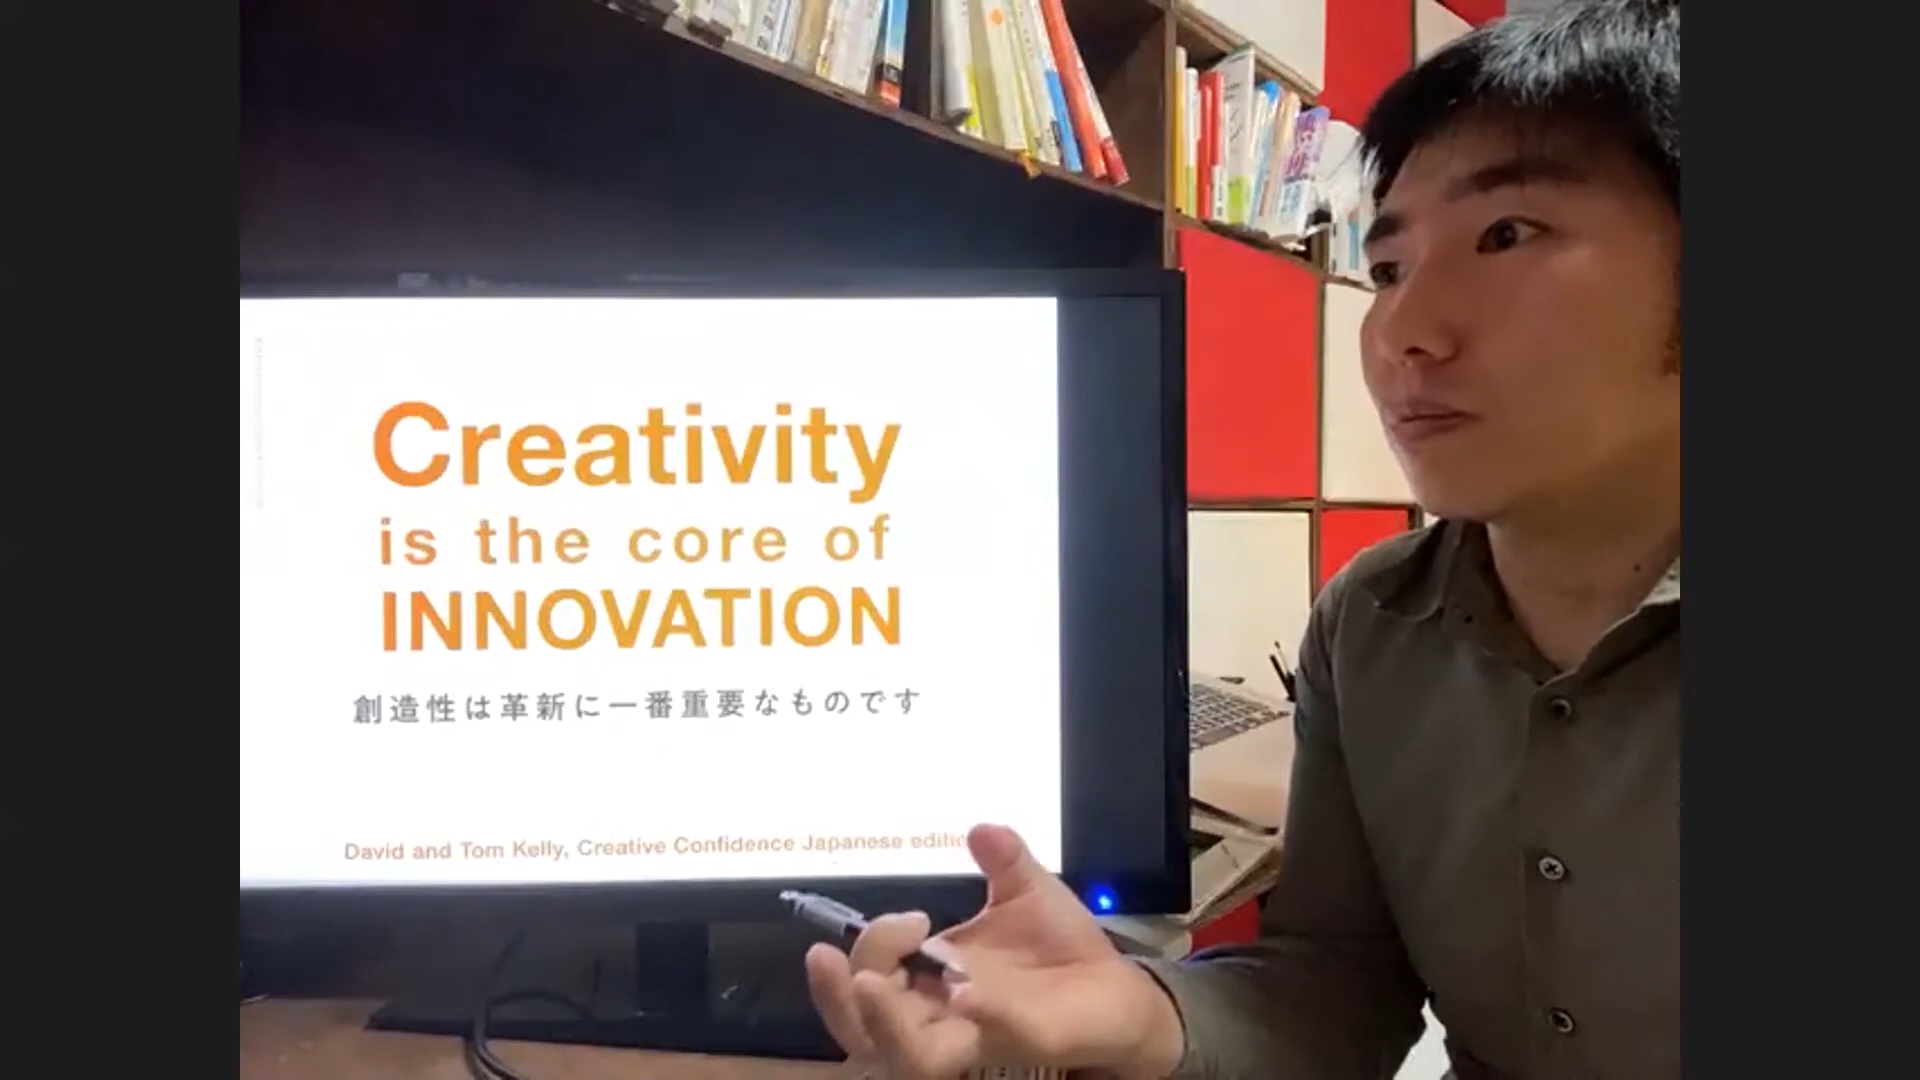 Creativity
is the core of
INNOVATION
創造性は革新に一番重要なものです
David and Tom Kelly, Creative Confidence Japanese